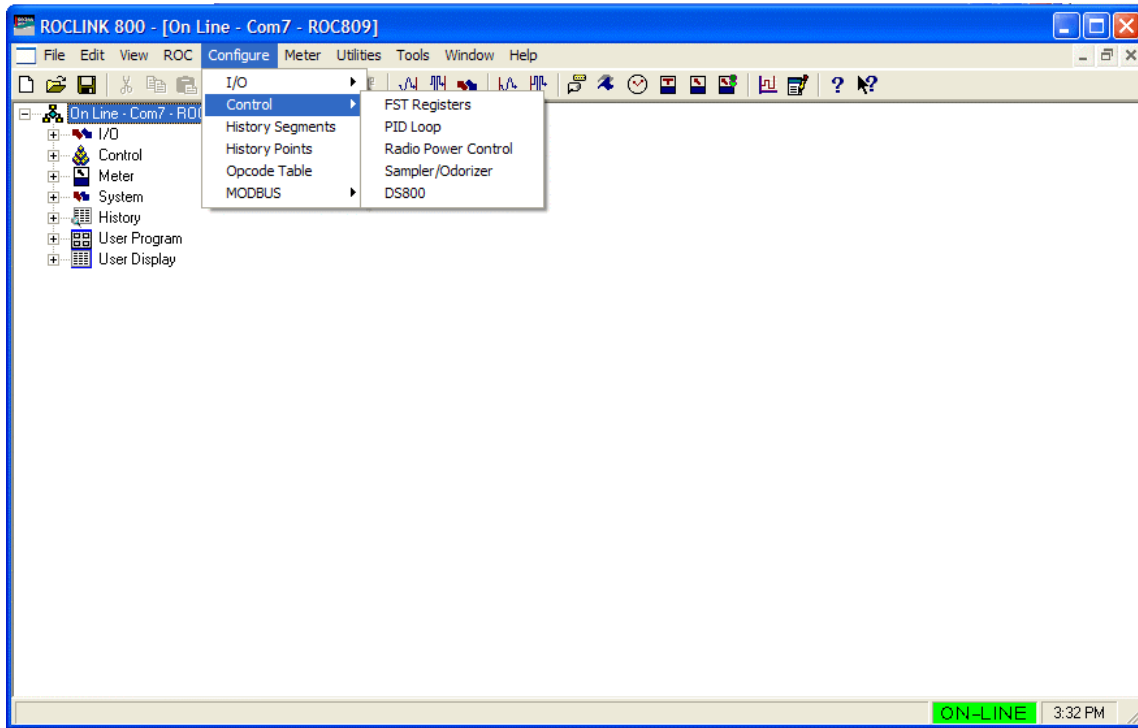 ROCLINK 800 - [On Line - Com7 - ROC809]
File Edit View ROC Configure Meter Utilities Tools Window Help
I/O
Control
History Segments
History Points
Opcode Table
MODBUS
FST Registers
PID Loop
Radio Power Control
Sampler/Odorizer
DS800
On Line - Com7 - ROC
I/O
Control
Meter
System
History
User Program
User Display
ON-LINE 3:32 PM